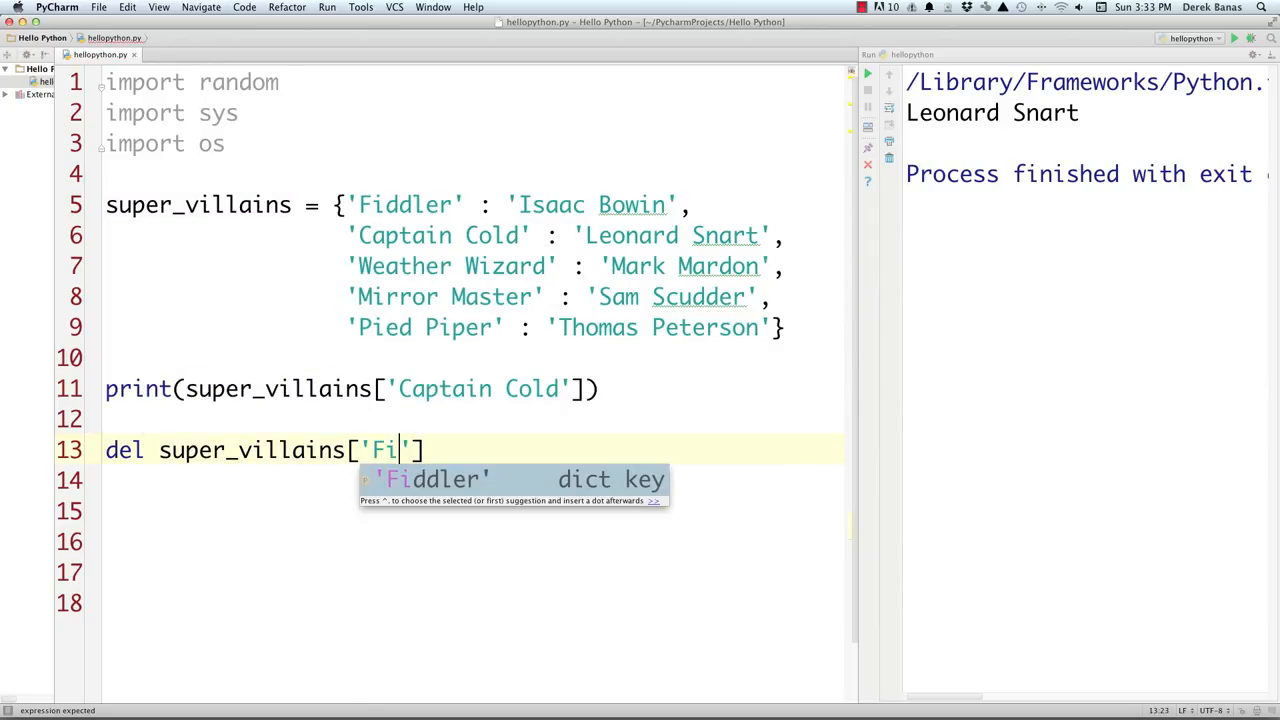 PyCharm File Edit View Navigate Code Refactor Run Tools VCS Window Help 10 Sun 3:33 PM Derek Banas
hellopython.py - Hello Python - [~/PycharmProjects/Hello Python]
Hello Python hellopython.py hellopython
hellopython.py Run hellopython
Hello P
hell
Extern
1 import random
2 import sys
3 import os
4
5 super_villains = {'Fiddler' : 'Isaac Bowin',
6 'Captain Cold' : 'Leonard Snart',
7 'Weather Wizard' : 'Mark Mardon',
8 'Mirror Master' : 'Sam Scudder',
9 'Pied Piper' : 'Thomas Peterson'}
10
11 print(super_villains['Captain Cold'])
12
13 del super_villains['Fi']
14 'Fiddler' dict key
Press ^. to choose the selected (or first) suggestion and insert a dot afterwards >>
15
16
17
18
/Library/Frameworks/Python.
Leonard Snart
Process finished with exit
expression expected 13:23 LF UTF-8